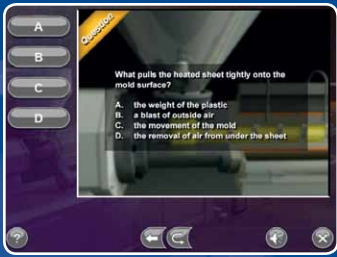 A
B
C
D
Question
What pulls the heated sheet tightly onto the
mold surface?
A. the weight of the plastic
B. a blast of outside air
C. the movement of the mold
D. the removal of air from under the sheet
?